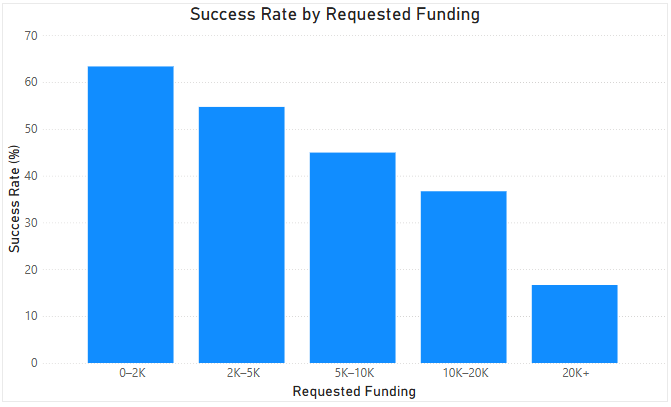 Success Rate by Requested Funding
70
60
50
40
30
20
10
0
Success Rate (%)
0–2K 2K–5K 5K–10K 10K–20K 20K+
Requested Funding